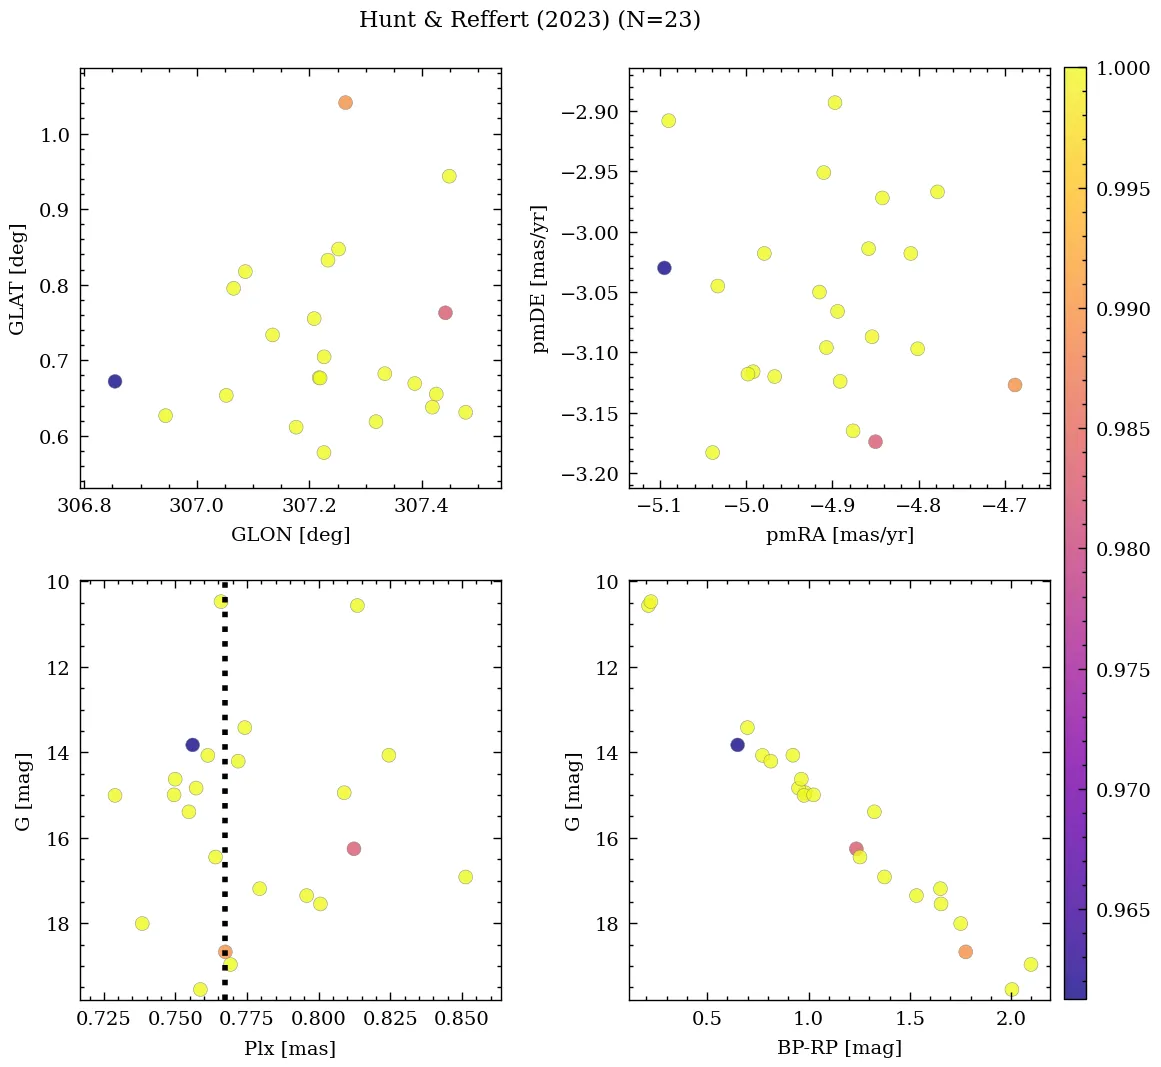 Hunt & Reffert (2023) (N=23)
1.0
0.9
0.8
0.7
0.6
GLAT [deg]
306.8 307.0 307.2 307.4
GLON [deg]
−2.90
−2.95
−3.00
−3.05
−3.10
−3.15
−3.20
pmDE [mas/yr]
−5.1 −5.0 −4.9 −4.8 −4.7
pmRA [mas/yr]
10
12
14
16
18
G [mag]
0.725 0.750 0.775 0.800 0.825 0.850
Plx [mas]
10
12
14
16
18
G [mag]
0.5 1.0 1.5 2.0
BP-RP [mag]
1.000
0.995
0.990
0.985
0.980
0.975
0.970
0.965